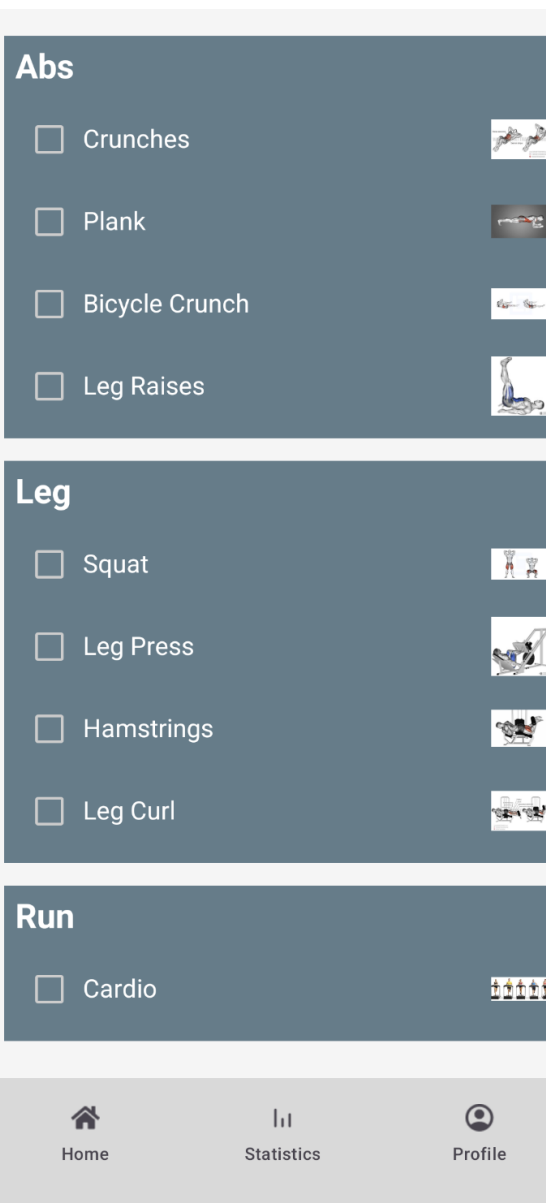 Abs
Crunches
Plank
Bicycle Crunch
Leg Raises
Leg
Squat
Leg Press
Hamstrings
Leg Curl
Run
Cardio
Home
Statistics
Profile